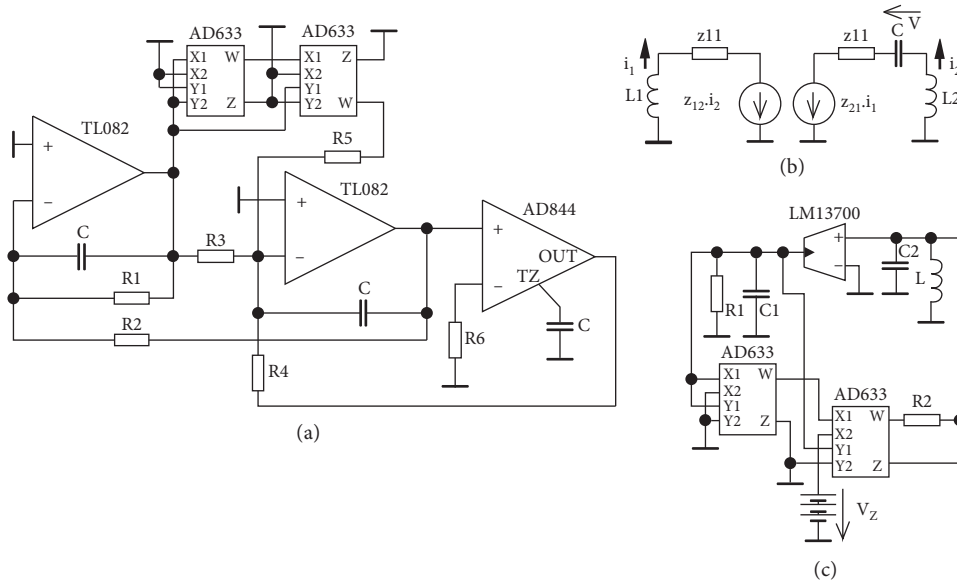 AD633
AD633
X1 W
X2
Y1
Y2 Z
X1 Z
X2
Y1
Y2 W
TL082
+
−
C
R1
R2
R3
R5
TL082
+
−
C
R4
AD844
+
−
OUT
TZ
R6
C
(a)
V
C
z11
z11
i1
i2
L1
z12.i2
z21.i1
L2
(b)
LM13700
+
−
C2
L
R1
C1
AD633
X1 W
X2
Y1
Y2 Z
AD633
X1 W
X2
Y1
Y2 Z
R2
VZ
(c)